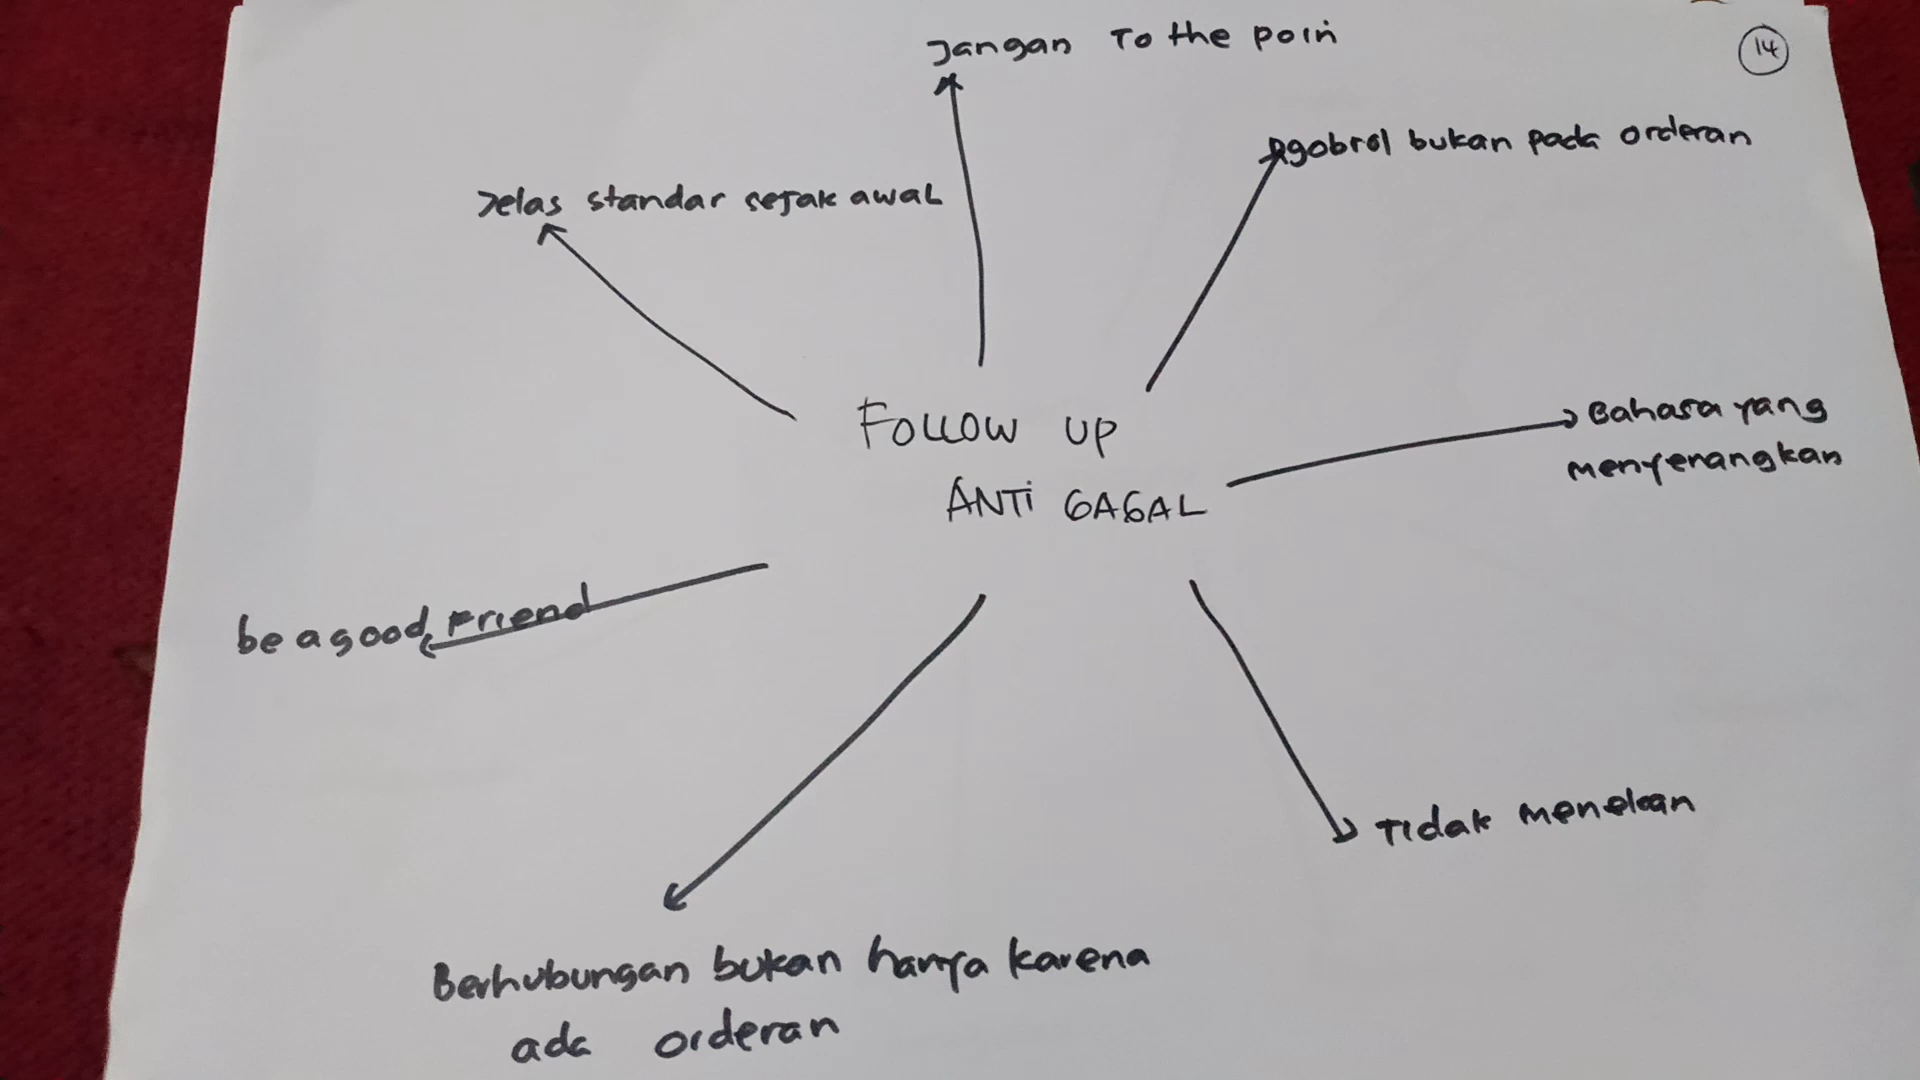 Jangan To the poin
14
ngobrol bukan pada orderan
Jelas standar sejak awal
Follow up
Anti Gagal
Bahasa yang
menyenangkan
be a good Friend
Tidak menekan
Berhubungan bukan hanya karena
ada orderan